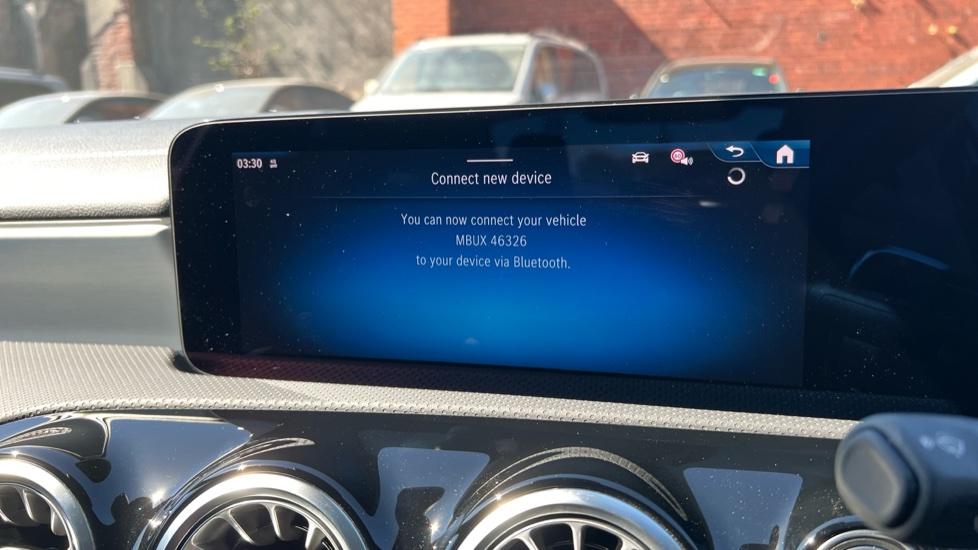 03:30
Connect new device
You can now connect your vehicle
MBUX 46326
to your device via Bluetooth.